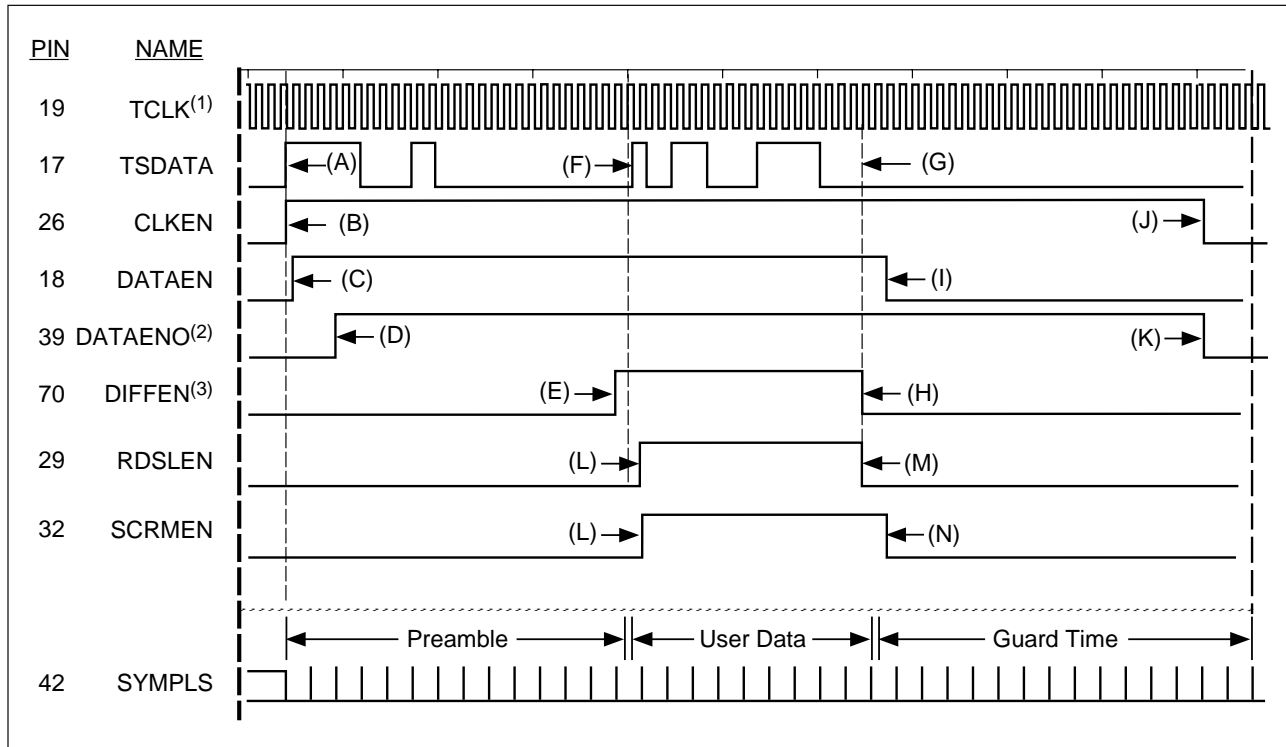 PIN NAME
19 TCLK(1)
17 TSDATA (A) (F) (G)
26 CLKEN (B) (J)
18 DATAEN (C) (I)
39 DATAENO(2) (D) (K)
70 DIFFEN(3) (E) (H)
29 RDSLEN (L) (M)
32 SCRMEN (L) (N)
Preamble User Data Guard Time
42 SYMPLS